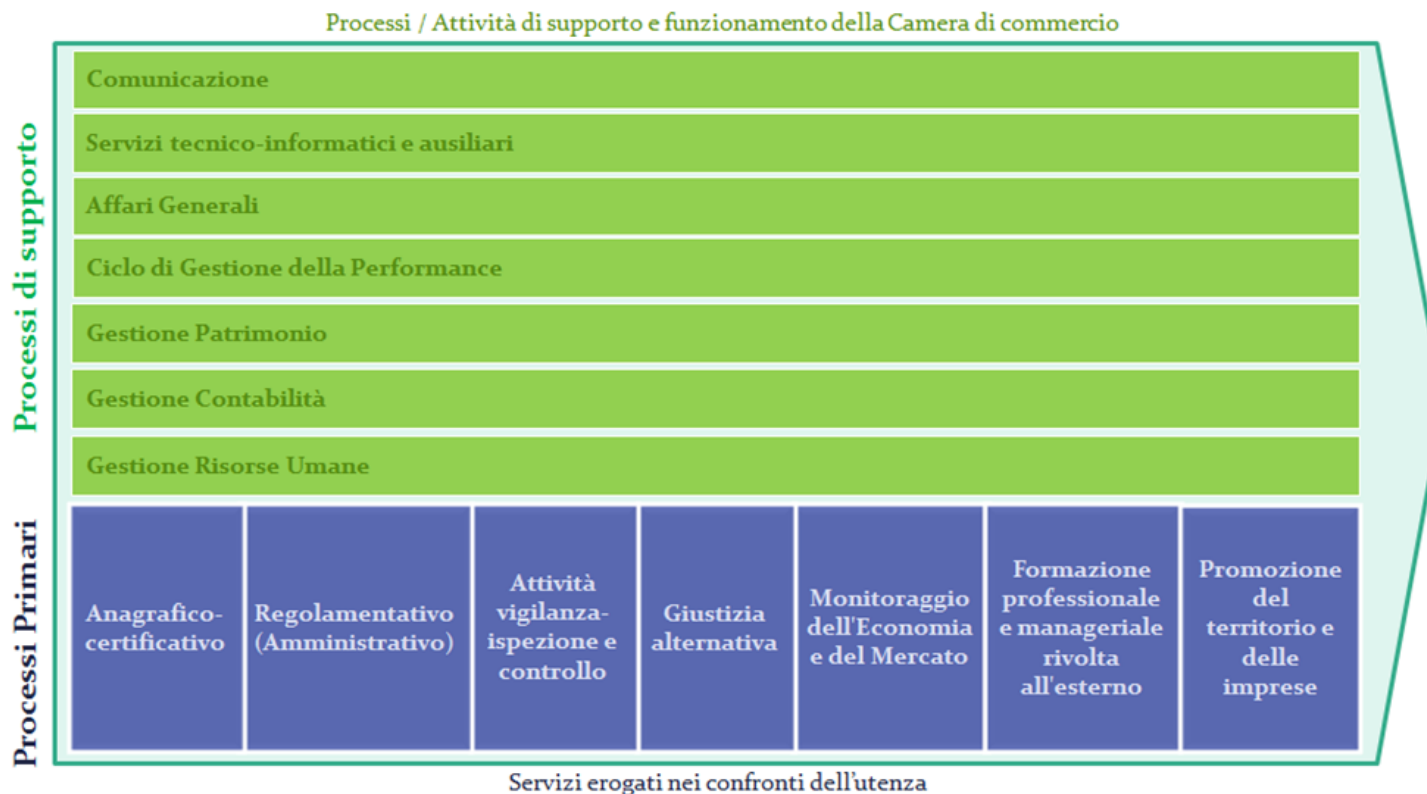 Processi / Attività di supporto e funzionamento della Camera di commercio
Processi di supporto
Comunicazione
Servizi tecnico-informatici e ausiliari
Affari Generali
Ciclo di Gestione della Performance
Gestione Patrimonio
Gestione Contabilità
Gestione Risorse Umane
Processi Primari
Anagrafico-
certificativo
Regolamentativo
(Amministrativo)
Attività
vigilanza-
ispezione e
controllo
Giustizia
alternativa
Monitoraggio
dell'Economia
e del Mercato
Formazione
professionale
e manageriale
rivolta
all'esterno
Promozione
del
territorio e
delle
imprese
Servizi erogati nei confronti dell'utenza